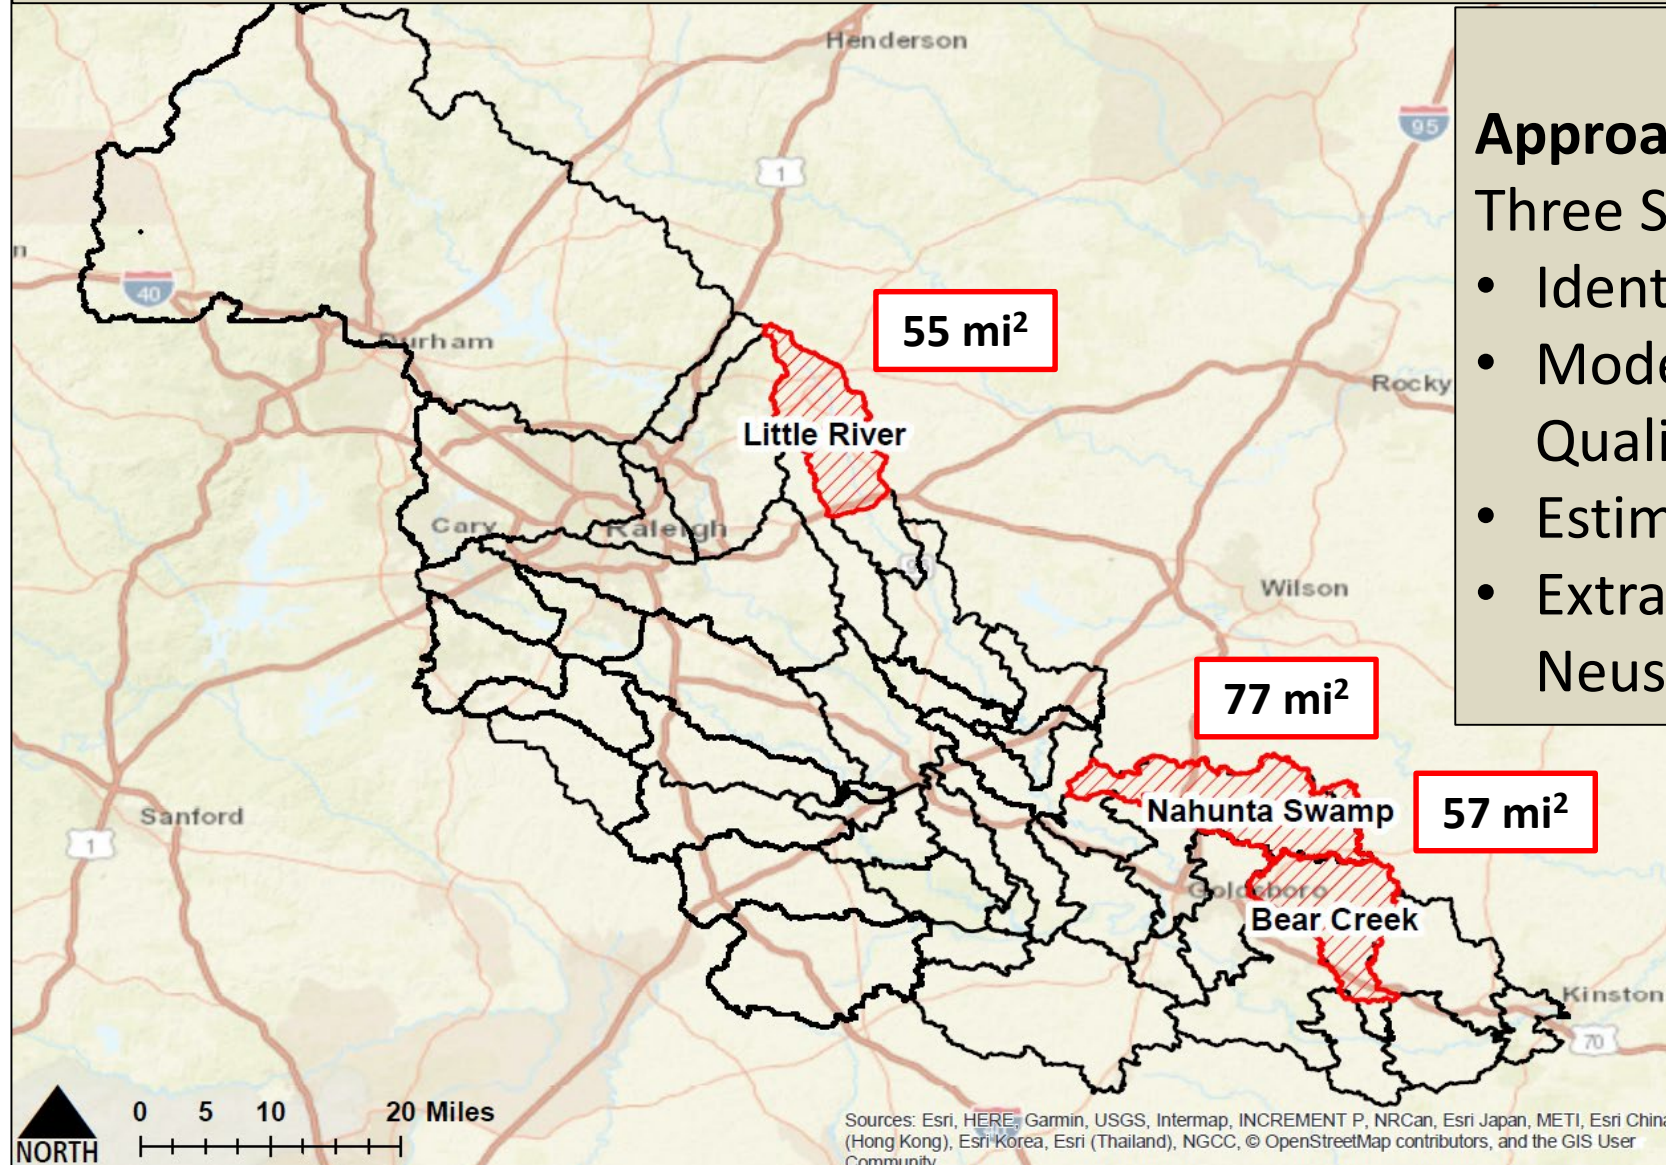 Henderson
95
1
Approa
Three S
• Ident
• Mode
Quali
• Estim
• Extra
Neus
n
40
Durham
55 mi²
Rocky
Little River
Cary
Raleigh
95
Wilson
77 mi²
Sanford
1
Nahunta Swamp
57 mi²
Goldsboro
Bear Creek
Kinston
70
0 5 10 20 Miles
NORTH
Sources: Esri, HERE, Garmin, USGS, Intermap, INCREMENT P, NRCan, Esri Japan, METI, Esri China
(Hong Kong), Esri Korea, Esri (Thailand), NGCC, © OpenStreetMap contributors, and the GIS User
Community